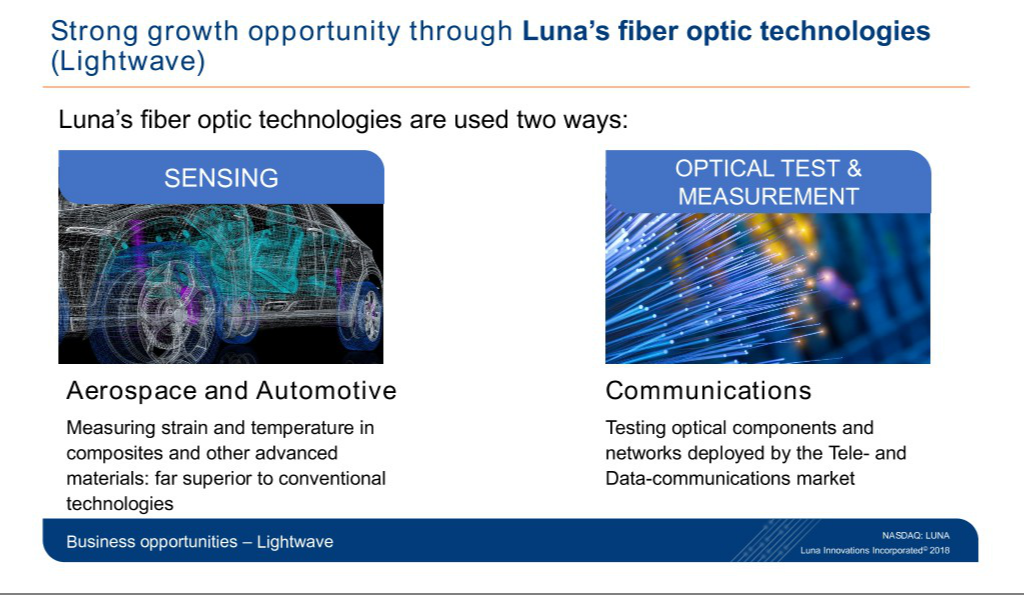 Strong growth opportunity through Luna’s fiber optic technologies
(Lightwave)
Luna’s fiber optic technologies are used two ways:
SENSING
Aerospace and Automotive
Measuring strain and temperature in
composites and other advanced
materials: far superior to conventional
technologies
OPTICAL TEST &
MEASUREMENT
Communications
Testing optical components and
networks deployed by the Tele- and
Data-communications market
Business opportunities – Lightwave
NASDAQ: LUNA
Luna Innovations Incorporated© 2018